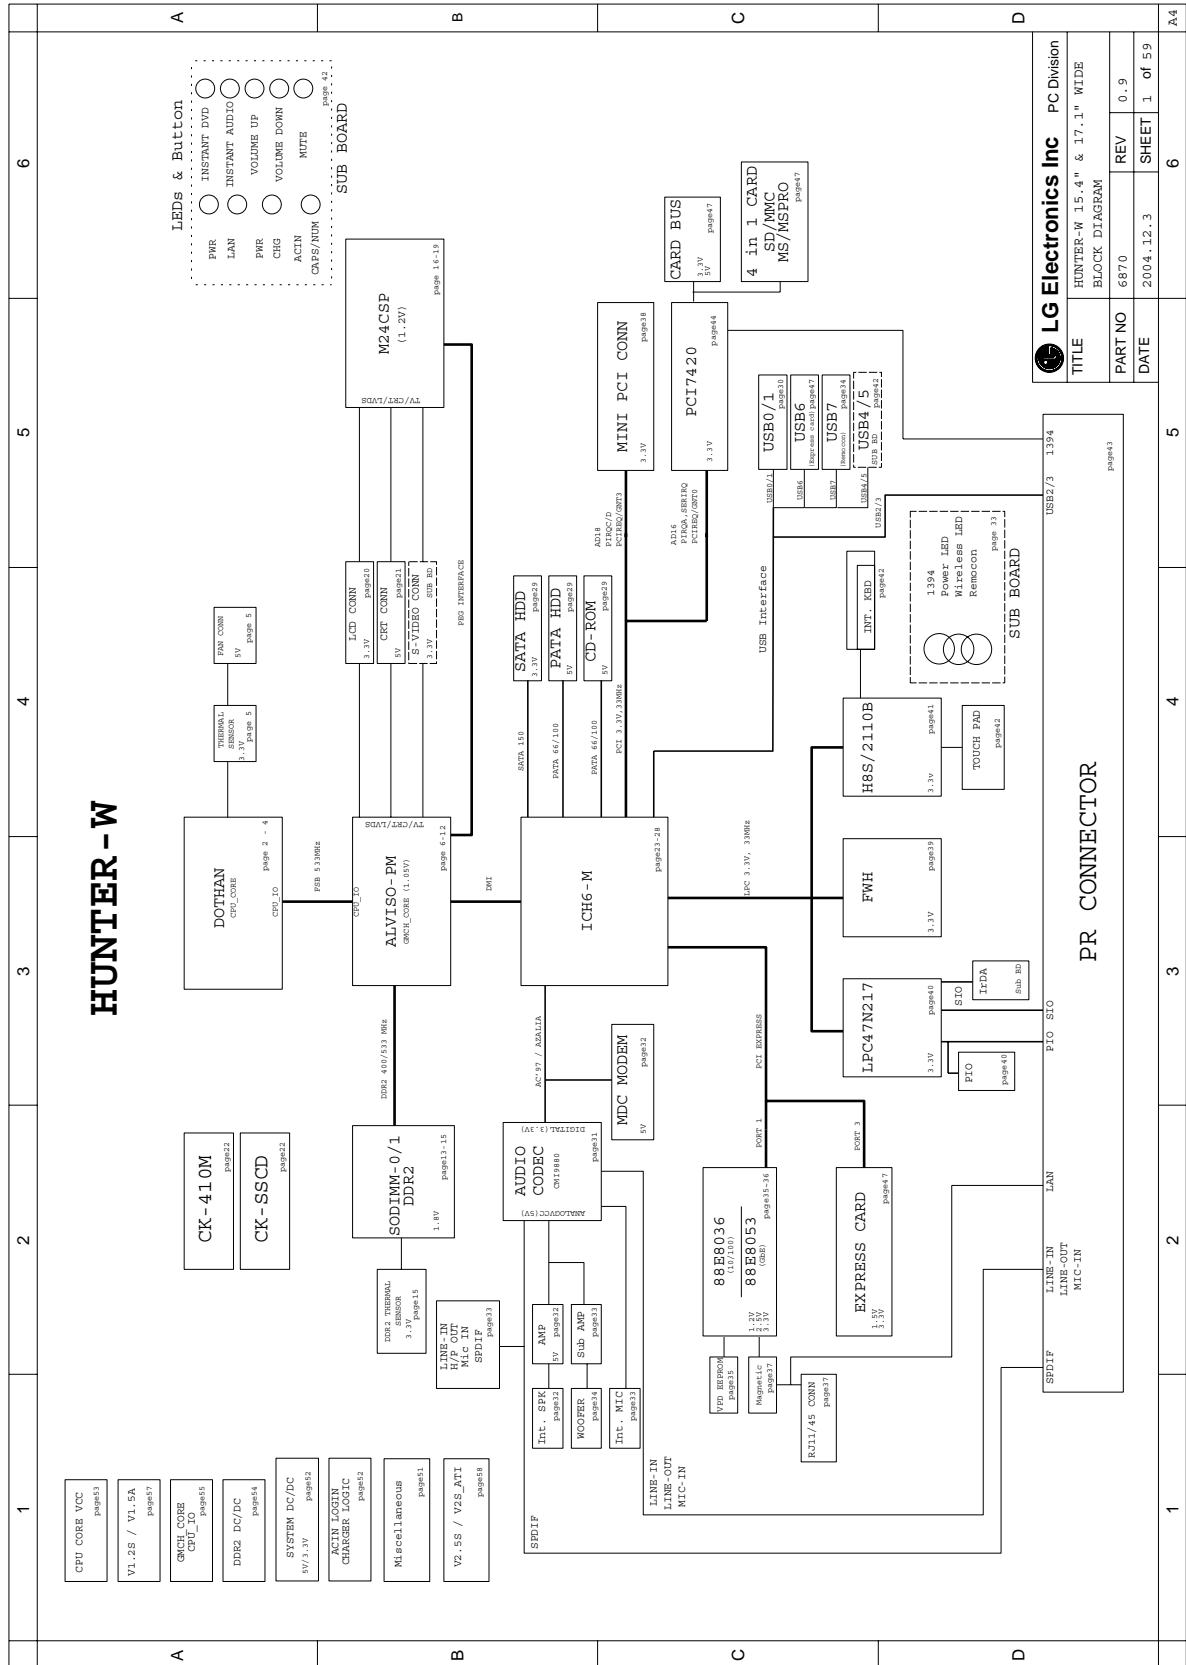 HUNTER-W
CPU CORE VCC
page53
V1.2S / V1.5A
page57
GMCH_CORE
CPU_IO
page55
DDR2 DC/DC
page54
SYSTEM DC/DC
5V/3.3V
page52
ACIN LOGIN
CHARGER LOGIC
page52
Miscellaneous
page51
V2.5S / V2S_ATI
page58
CK-410M
page22
CK-SSCD
page22
DOTHAN
CPU_CORE
page 2 - 4
CPU_IO
THERMAL
SENSOR
3.3V
page 5
FAN CONN
5V
page 5
FSB 533MHz
LEDs & Button
PWR
INSTANT DVD
LAN
INSTANT AUDIO
PWR
VOLUME UP
CHG
VOLUME DOWN
ACIN
CAPS/NUM
MUTE
page 42
SUB BOARD
DDR2 THERMAL
SENSOR
3.3V
page15
SODIMM-0/1
DDR2
1.8V
page13-15
DDR2 400/533 MHz
CPU_IO
ALVISO-PM
GMCH_CORE (1.05V)
page 6-12
TV/CRT/LVDS
LCD CONN
3.3V
page20
CRT CONN
5V
page21
S-VIDEO CONN
3.3V
SUB BD
TV/CRT/LVDS
M24CSP
(1.2V)
page 16-19
PEG INTERFACE
DMI
LINE-IN
H/P OUT
Mic IN
SPDIF
page33
Int. SPK
page32
AMP
5V
page32
WOOFER
page34
Sub AMP
page33
Int. MIC
page33
AUDIO
CODEC
CMI9880
ANALOGVCC(5V)
DIGITAL(3.3V)
page31
AC'97 / AZALIA
MDC MODEM
5V
page32
ICH6-M
page23-28
SATA 150
SATA HDD
3.3V
page29
PATA 66/100
PATA HDD
5V
page29
PATA 66/100
CD-ROM
5V
page29
PCI 3.3V,33MHz
AD18
PIRQC/D
PCIREQ/GNT3
MINI PCI CONN
3.3V
page38
AD16
PIRQA,SERIRQ
PCIREQ/GNT0
PCI7420
3.3V
page44
CARD BUS
3.3V
5V
page47
4 in 1 CARD
SD/MMC
MS/MSPRO
page47
USB Interface
USB0/1
USB0/1
page30
USB6
USB6
(Express card)
page47
USB7
USB7
(Remocon)
page34
USB4/5
USB4/5
SUB BD
page42
USB2/3
SPDIF
LINE-IN
LINE-OUT
MIC-IN
VPD EEPROM
page35
Magnetic
page37
RJ11/45 CONN
page37
88E8036
(10/100)
88E8053
(GbE)
1.2V
2.5V
3.3V
page35-36
PORT 1
PCI EXPRESS
PORT 3
EXPRESS CARD
1.5V
3.3V
page47
LPC 3.3V, 33MHz
LPC47N217
3.3V
page40
PIO
page40
SIO
IrDA
Sub BD
FWH
3.3V
page39
H8S/2110B
3.3v
page41
INT. KBD
page42
TOUCH PAD
page42
1394
Power LED
Wireless LED
Remocon
page 33
SUB BOARD
SPDIF
LINE-IN
LINE-OUT
MIC-IN
LAN
PIO
SIO
USB2/3
1394
PR CONNECTOR
page43
LG Electronics Inc
PC Division
TITLE
HUNTER-W 15.4" & 17.1" WIDE
BLOCK DIAGRAM
PART NO
6870
REV
0.9
DATE
2004.12.3
SHEET
1 of 59
A4
1
2
3
4
5
6
1
2
3
4
5
6
A
B
C
D
A
B
C
D